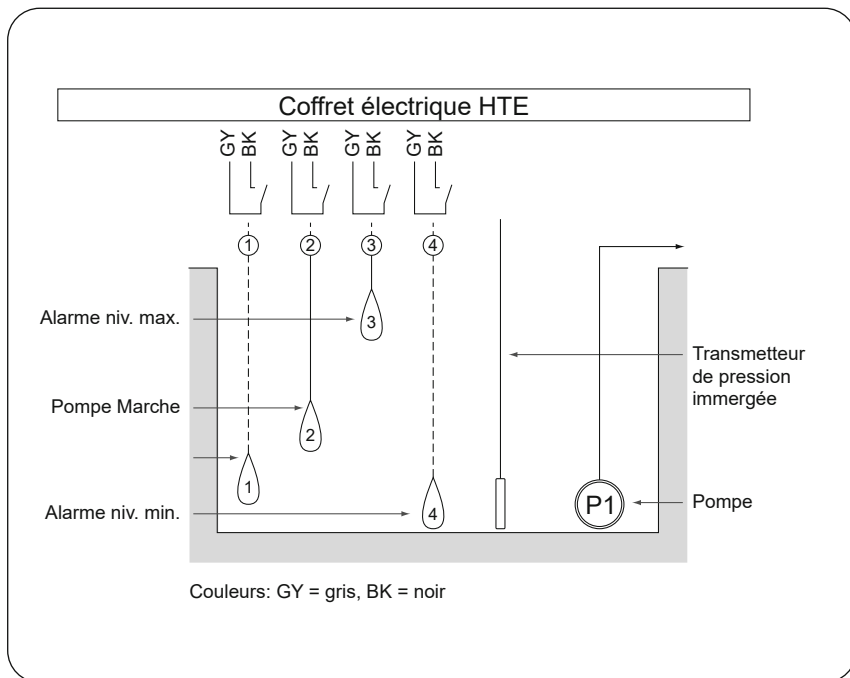 Coffret électrique HTE
GY BK GY BK GY BK GY BK
1 2 3 4
Alarme niv. max.
3
Transmetteur
de pression
immergée
Pompe Marche
2
1
Alarme niv. min.
4
P1
Pompe
Couleurs: GY = gris, BK = noir